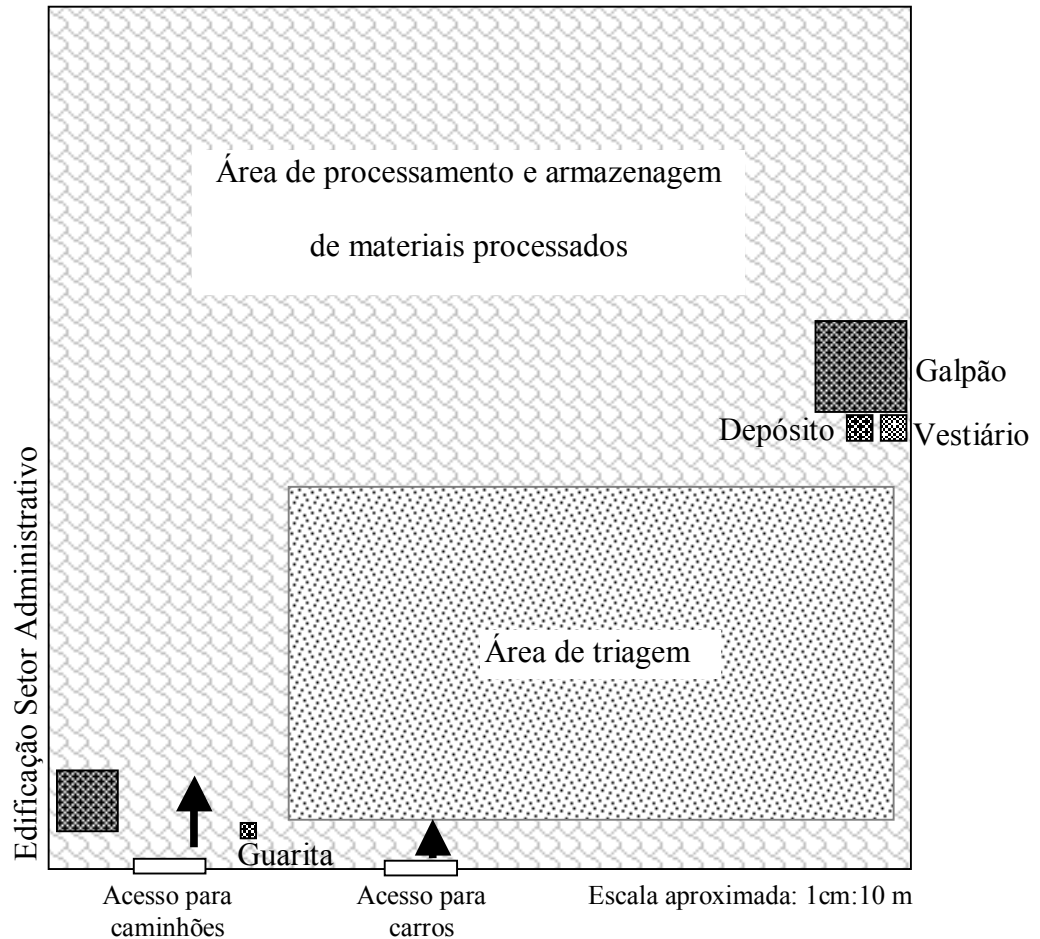 Área de processamento e armazenagem
de materiais processados
Galpão
Depósito
Vestiário
Edificação Setor Administrativo
Área de triagem
Guarita
Acesso para
caminhões
Acesso para
carros
Escala aproximada: 1cm:10 m